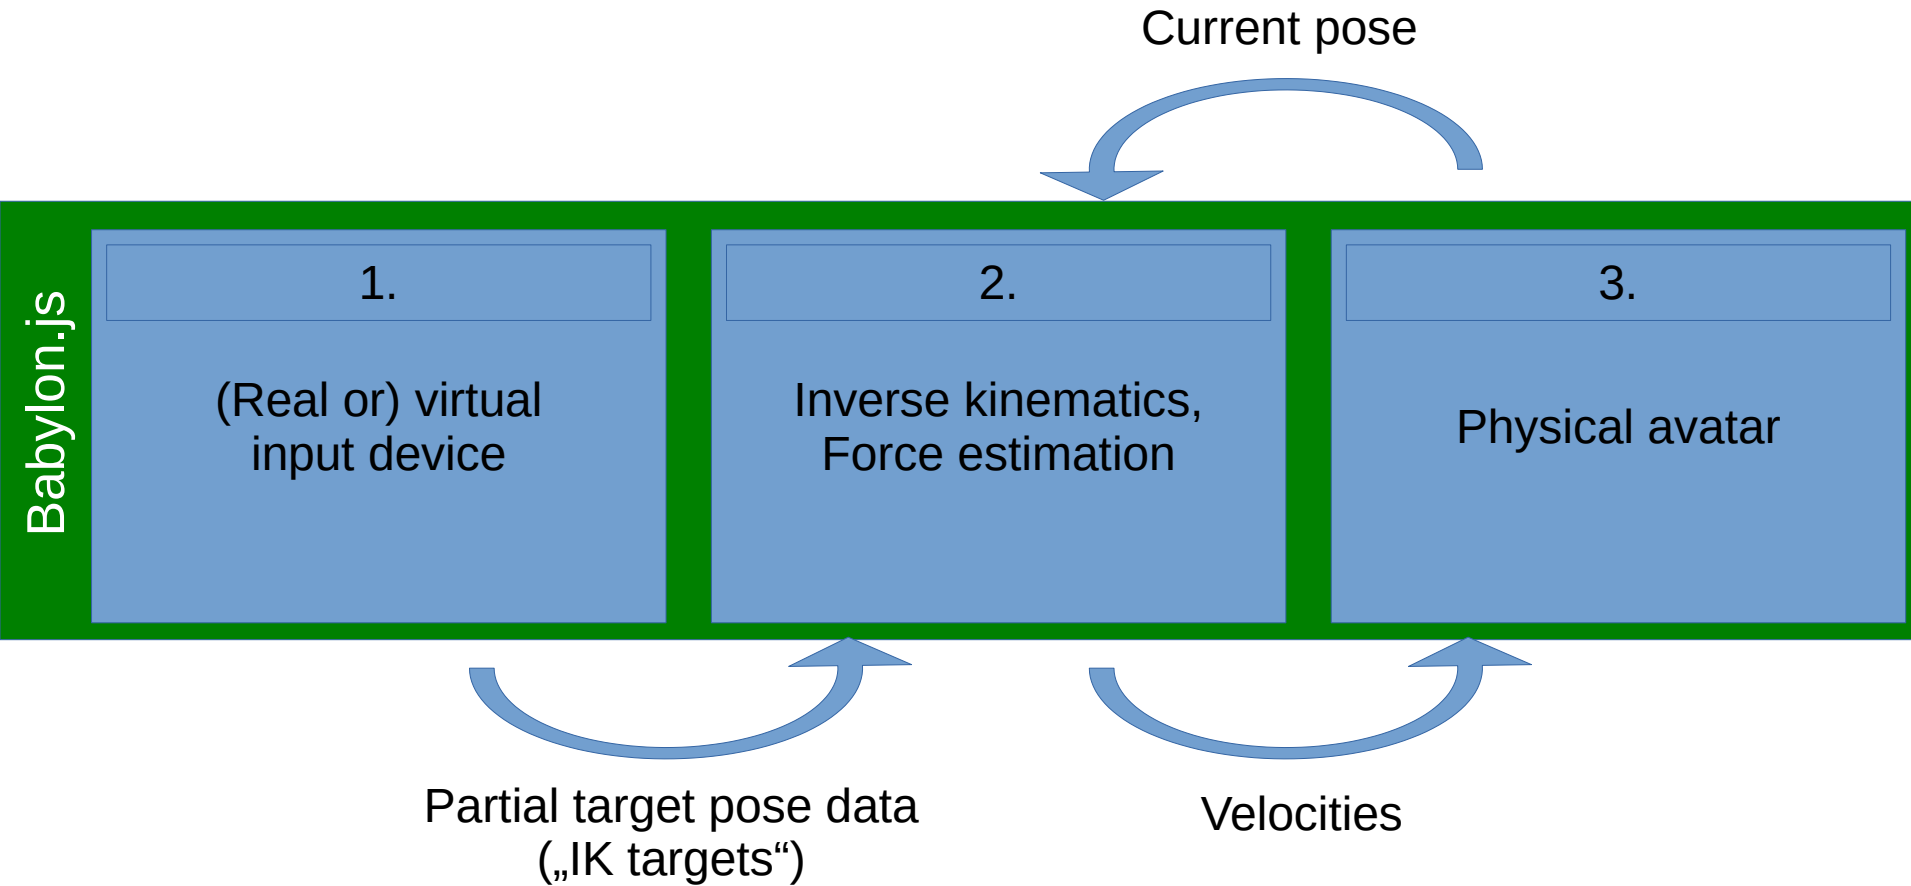 Current pose
Babylon.js
1.
(Real or) virtual
input device
2.
Inverse kinematics,
Force estimation
3.
Physical avatar
Partial target pose data
(„IK targets“)
Velocities